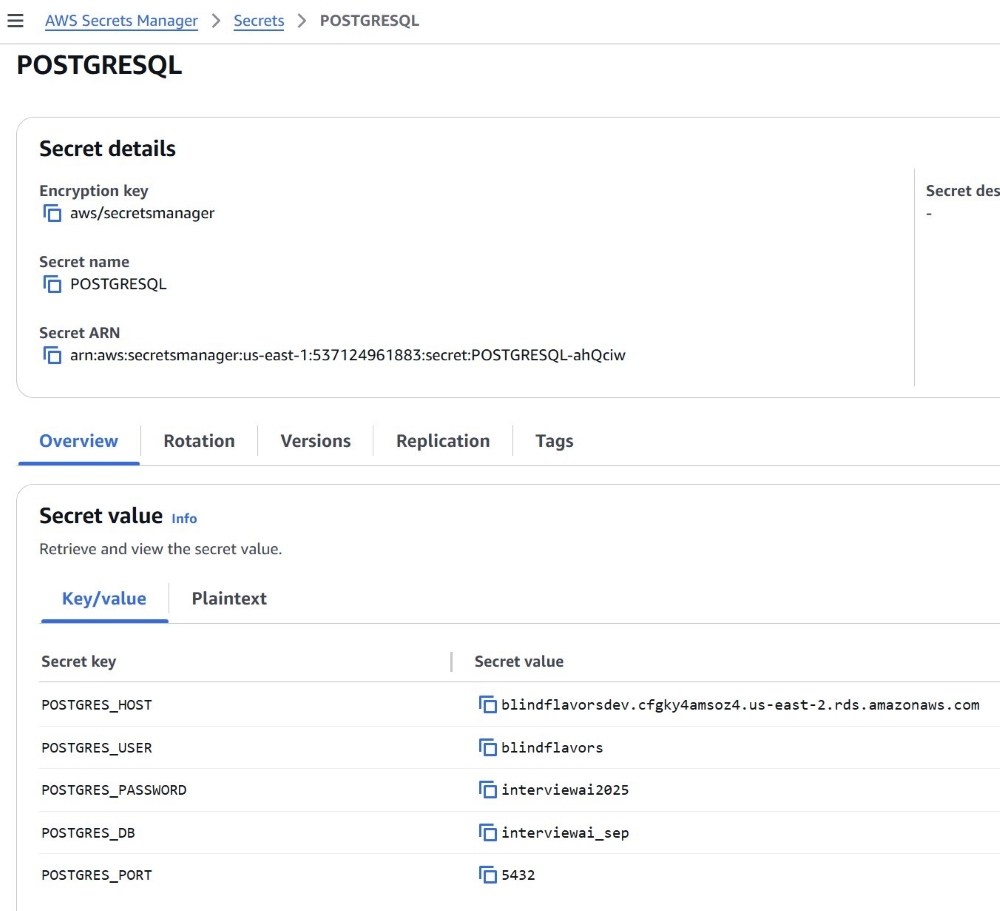 AWS Secrets Manager > Secrets > POSTGRESQL
POSTGRESQL
Secret details
Encryption key
aws/secretsmanager
Secret name
POSTGRESQL
Secret ARN
arn:aws:secretsmanager:us-east-1:537124961883:secret:POSTGRESQL-ahQciw
Secret des
-
Overview
Rotation
Versions
Replication
Tags
Secret value Info
Retrieve and view the secret value.
Key/value
Plaintext
Secret key Secret value
POSTGRES_HOST blindflavorsdev.cfgky4amsoz4.us-east-2.rds.amazonaws.com
POSTGRES_USER blindflavors
POSTGRES_PASSWORD interviewai2025
POSTGRES_DB interviewai_sep
POSTGRES_PORT 5432